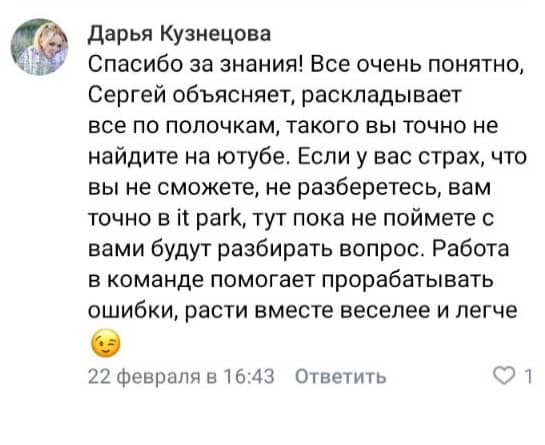 Дарья Кузнецова
Спасибо за знания! Все очень понятно,
Сергей объясняет, раскладывает
все по полочкам, такого вы точно не
найдите на ютубе. Если у вас страх, что
вы не сможете, не разберетесь, вам
точно в it park, тут пока не поймете с
вами будут разбирать вопрос. Работа
в команде помогает прорабатывать
ошибки, расти вместе веселее и легче
😉
22 февраля в 16:43 Ответить 1